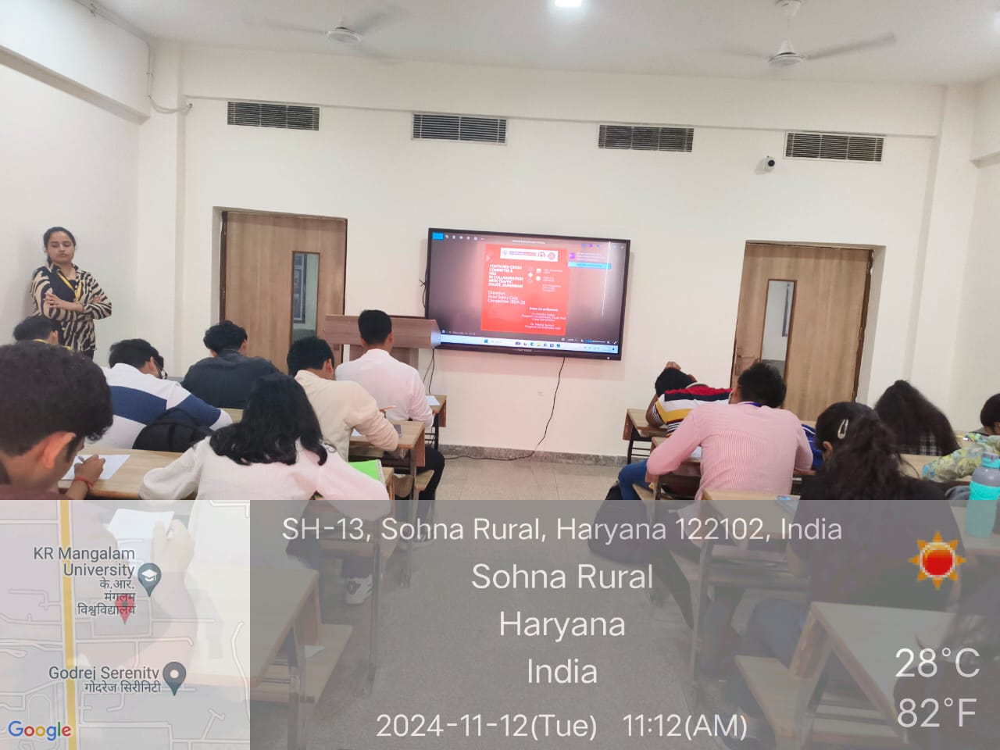 YOUTH RED CROSS
COMMITTEE &
NSS
IN COLLABORATION
WITH TRAFFIC
POLICE, GURUGRAM
Organizes
Road Safety Quiz
Competition 2024-25
SH-13, Sohna Rural, Haryana 122102, India
Sohna Rural
Haryana
India
2024-11-12(Tue) 11:12(AM)
28°C
82°F
KR Mangalam
University
के.आर.
मंगलम
विश्वविद्यालय
Godrej Serenity
गोदरेज सिरीनिटी
Google